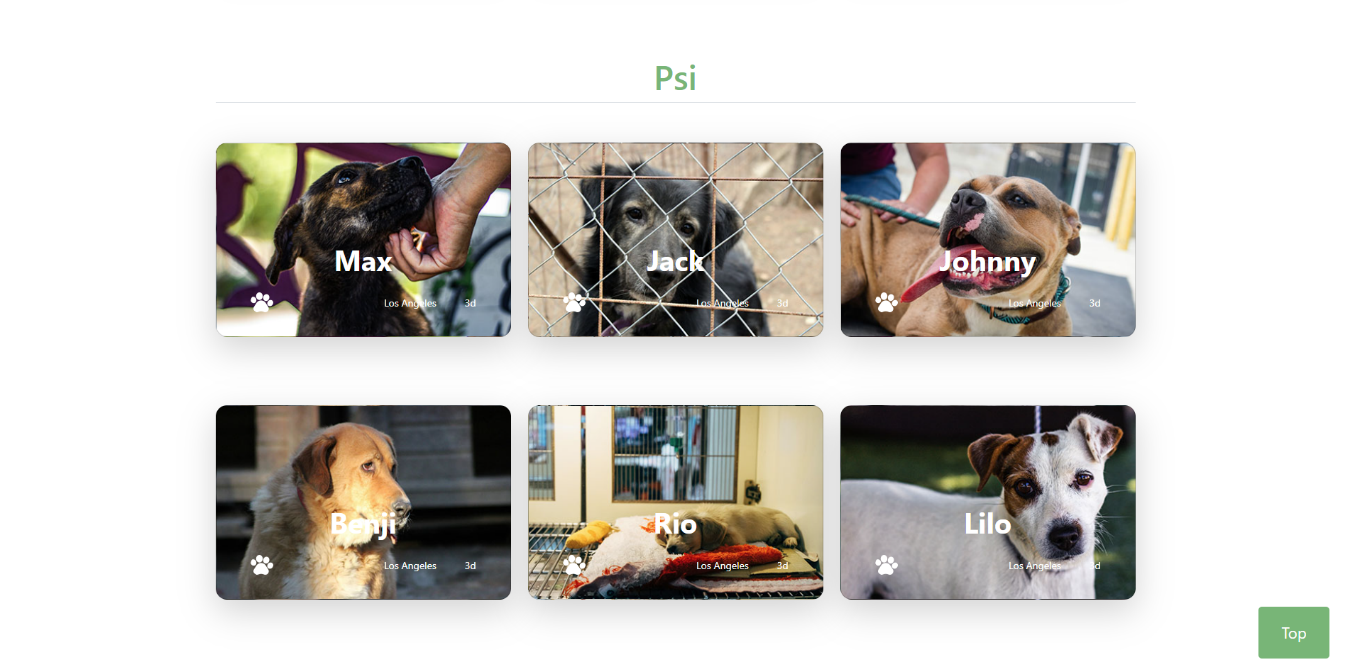 Psi
Max
Los Angeles 3d
Jack
Los Angeles 3d
Johnny
Los Angeles 3d
Benji
Los Angeles 3d
Rio
Los Angeles 3d
Lilo
Los Angeles 3d
Top